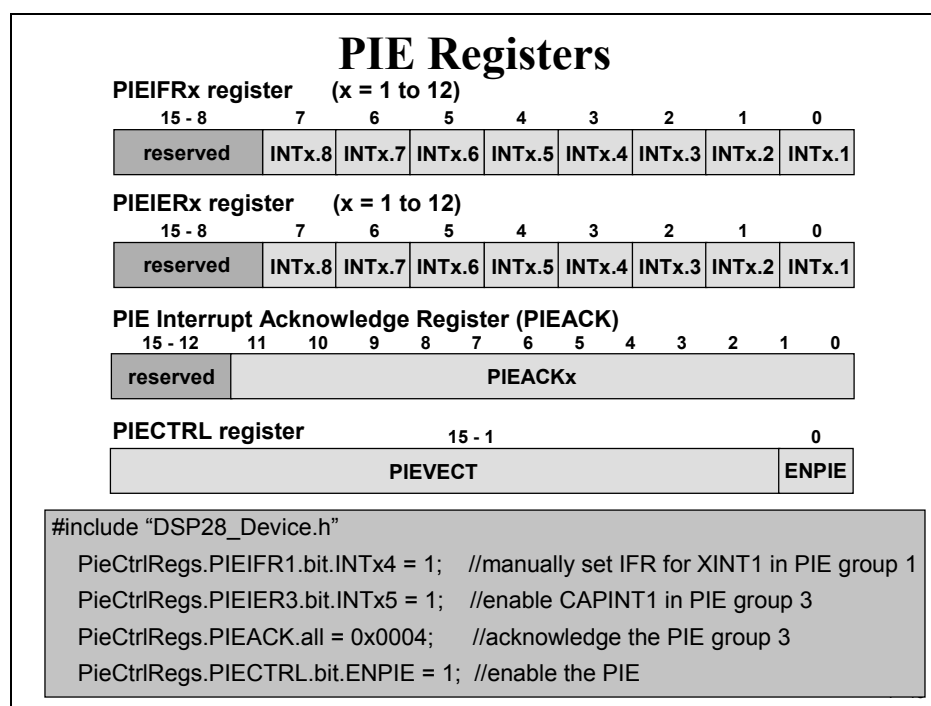 PIE Registers
PIEIFRx register (x = 1 to 12)
15 - 8 7 6 5 4 3 2 1 0
reserved INTx.8 INTx.7 INTx.6 INTx.5 INTx.4 INTx.3 INTx.2 INTx.1
PIEIERx register (x = 1 to 12)
15 - 8 7 6 5 4 3 2 1 0
reserved INTx.8 INTx.7 INTx.6 INTx.5 INTx.4 INTx.3 INTx.2 INTx.1
PIE Interrupt Acknowledge Register (PIEACK)
15 - 12 11 10 9 8 7 6 5 4 3 2 1 0
reserved PIEACKx
PIECTRL register 15 - 1 0
PIEVECT ENPIE
#include “DSP28_Device.h”
PieCtrlRegs.PIEIFR1.bit.INTx4 = 1; //manually set IFR for XINT1 in PIE group 1
PieCtrlRegs.PIEIER3.bit.INTx5 = 1; //enable CAPINT1 in PIE group 3
PieCtrlRegs.PIEACK.all = 0x0004; //acknowledge the PIE group 3
PieCtrlRegs.PIECTRL.bit.ENPIE = 1; //enable the PIE